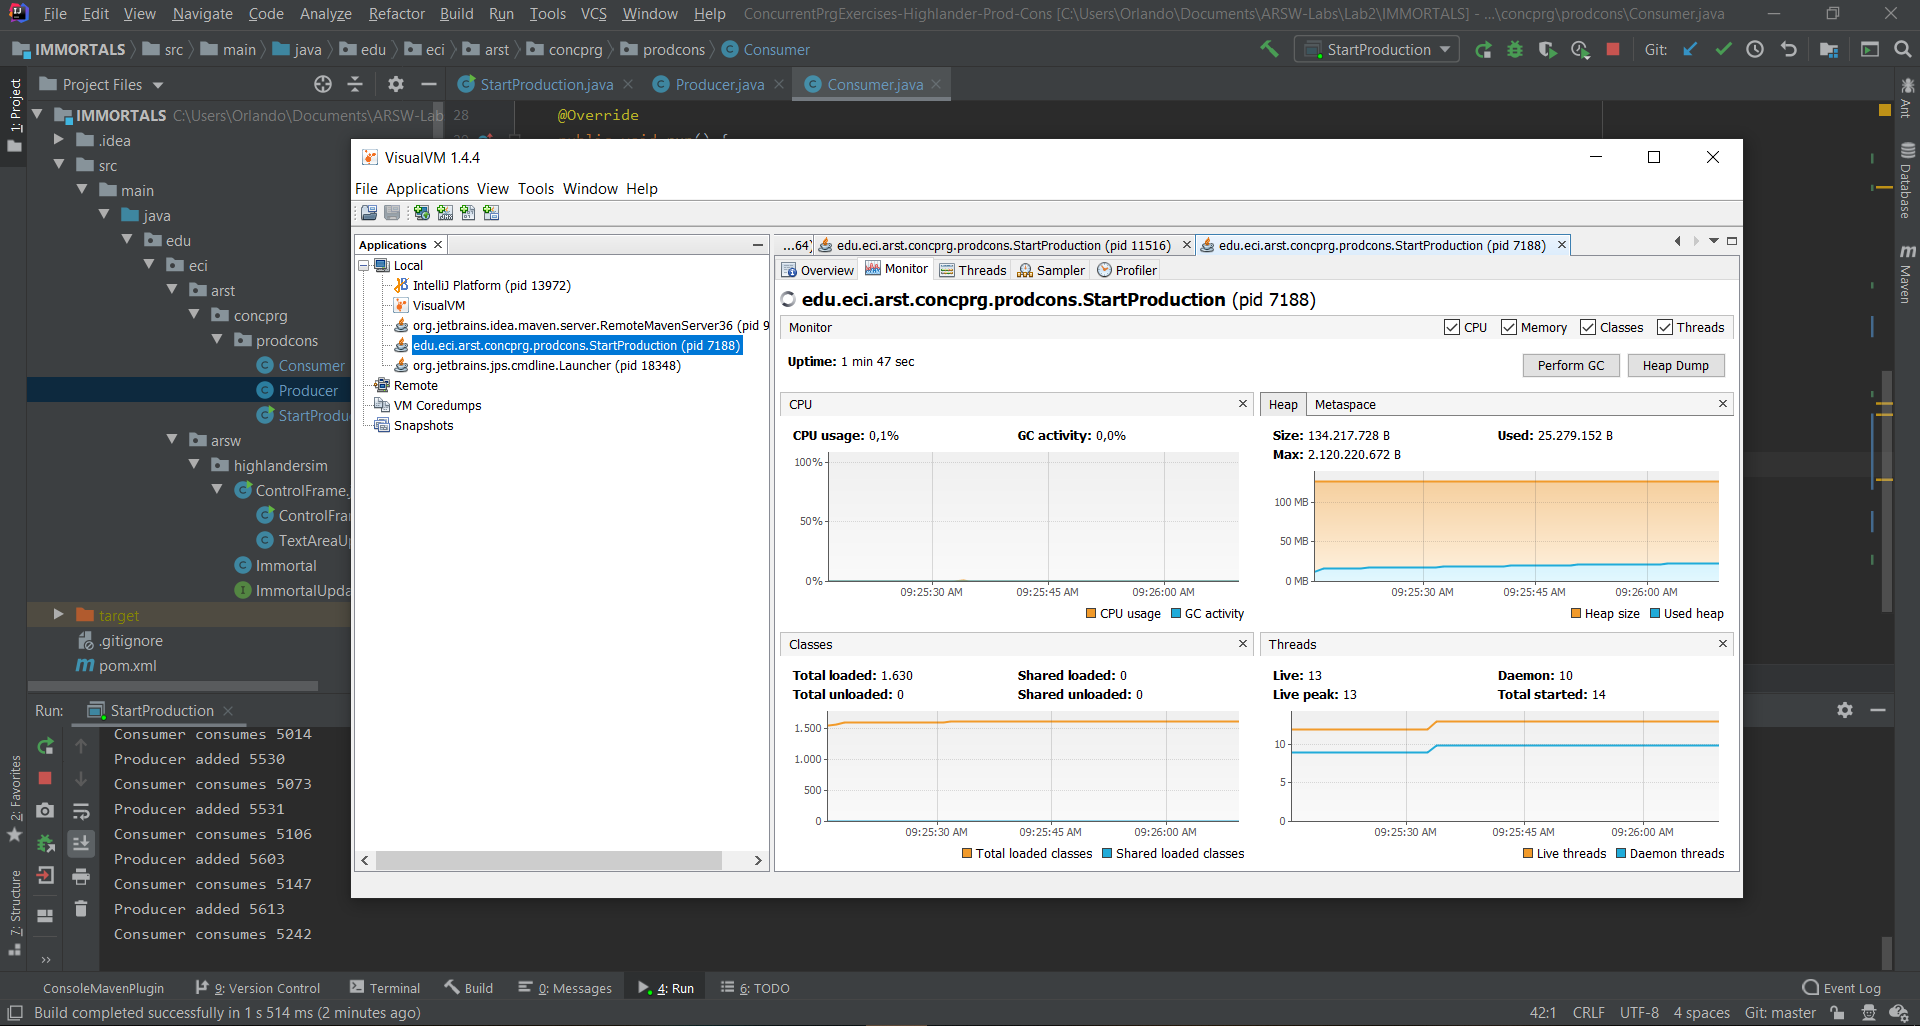 File Edit View Navigate Code Analyze Refactor Build Run Tools VCS Window Help ConcurrentPrgExercises-Highlander-Prod-Cons [C:\Users\Orlando\Documents\ARSW-Labs\Lab2\IMMORTALS] - ...\concprg\prodcons\Consumer.java
IMMORTALS src main java edu eci arst concprg prodcons Consumer StartProduction Git:
Project Files StartProduction.java Producer.java Consumer.java
1: Project
Ant
Database
Maven
IMMORTALS C:\Users\Orlando\Documents\ARSW-Lab
28 @Override
.idea
src
main
java
edu
eci
arst
concprg
prodcons
Consumer
Producer
StartProdu
arsw
highlandersim
ControlFrame.
ControlFra
TextAreaU
Immortal
ImmortalUpda
target
.gitignore
pom.xml
VisualVM 1.4.4
File Applications View Tools Window Help
Applications
Local
IntelliJ Platform (pid 13972)
VisualVM
org.jetbrains.idea.maven.server.RemoteMavenServer36 (pid 9
edu.eci.arst.concprg.prodcons.StartProduction (pid 7188)
org.jetbrains.jps.cmdline.Launcher (pid 18348)
Remote
VM Coredumps
Snapshots
...64) edu.eci.arst.concprg.prodcons.StartProduction (pid 11516) edu.eci.arst.concprg.prodcons.StartProduction (pid 7188)
Overview Monitor Threads Sampler Profiler
edu.eci.arst.concprg.prodcons.StartProduction (pid 7188)
Monitor CPU Memory Classes Threads
Uptime: 1 min 47 sec Perform GC Heap Dump
CPU
CPU usage: 0,1% GC activity: 0,0%
100%
50%
0%
09:25:30 AM 09:25:45 AM 09:26:00 AM
CPU usage GC activity
Heap Metaspace
Size: 134.217.728 B Used: 25.279.152 B
Max: 2.120.220.672 B
100 MB
50 MB
0 MB
09:25:30 AM 09:25:45 AM 09:26:00 AM
Heap size Used heap
Classes
Total loaded: 1.630 Shared loaded: 0
Total unloaded: 0 Shared unloaded: 0
1.500
1.000
500
0
09:25:30 AM 09:25:45 AM 09:26:00 AM
Total loaded classes Shared loaded classes
Threads
Live: 13 Daemon: 10
Live peak: 13 Total started: 14
10
5
0
09:25:30 AM 09:25:45 AM 09:26:00 AM
Live threads Daemon threads
Run: StartProduction
Consumer consumes 5014
Producer added 5530
Consumer consumes 5073
Producer added 5531
Consumer consumes 5106
Producer added 5603
Consumer consumes 5147
Producer added 5613
Consumer consumes 5242
2: Favorites
7: Structure
ConsoleMavenPlugin 9: Version Control Terminal Build 0: Messages 4: Run 6: TODO Event Log
Build completed successfully in 1 s 514 ms (2 minutes ago) 42:1 CRLF UTF-8 4 spaces Git: master